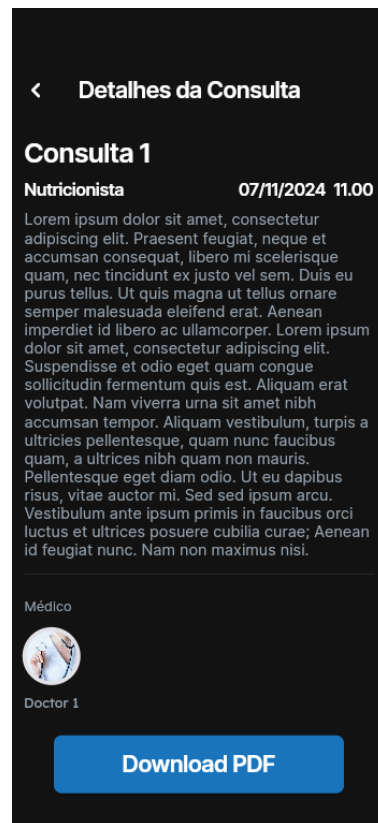 Detalhes da Consulta
Consulta 1
Nutricionista 07/11/2024 11.00
Lorem ipsum dolor sit amet, consectetur
adipiscing elit. Praesent feugiat, neque et
accumsan consequat, libero mi scelerisque
quam, nec tincidunt ex justo vel sem. Duis eu
purus tellus. Ut quis magna ut tellus ornare
semper malesuada eleifend erat. Aenean
imperdiet id libero ac ullamcorper. Lorem ipsum
dolor sit amet, consectetur adipiscing elit.
Suspendisse et odio eget quam congue
sollicitudin fermentum quis est. Aliquam erat
volutpat. Nam viverra urna sit amet nibh
accumsan tempor. Aliquam vestibulum, turpis a
ultricies pellentesque, quam nunc faucibus
quam, a ultrices nibh quam non mauris.
Pellentesque eget diam odio. Ut eu dapibus
risus, vitae auctor mi. Sed sed ipsum arcu.
Vestibulum ante ipsum primis in faucibus orci
luctus et ultrices posuere cubilia curae; Aenean
id feugiat nunc. Nam non maximus nisi.
Médico
Doctor 1
Download PDF